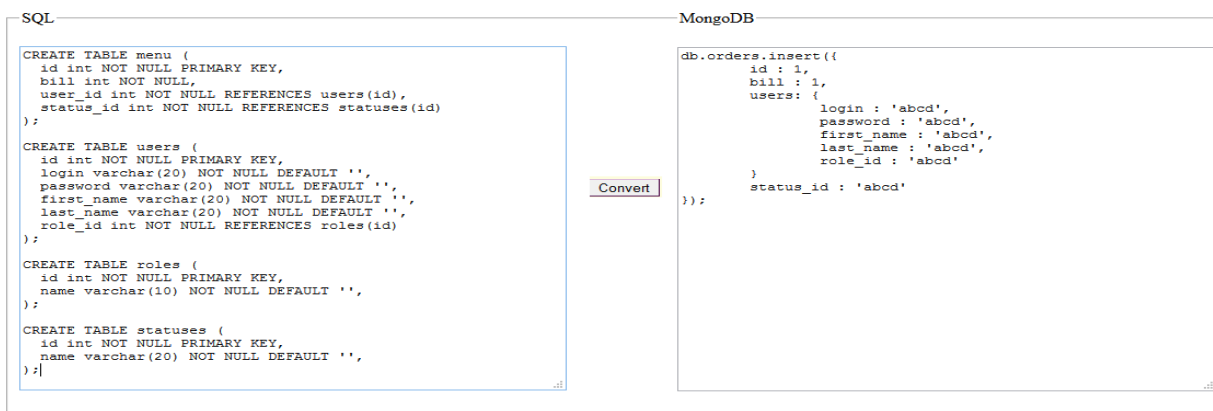 SQL
CREATE TABLE menu (
  id int NOT NULL PRIMARY KEY,
  bill int NOT NULL,
  user_id int NOT NULL REFERENCES users(id),
  status_id int NOT NULL REFERENCES statuses(id)
);

CREATE TABLE users (
  id int NOT NULL PRIMARY KEY,
  login varchar(20) NOT NULL DEFAULT '',
  password varchar(20) NOT NULL DEFAULT '',
  first_name varchar(20) NOT NULL DEFAULT '',
  last_name varchar(20) NOT NULL DEFAULT '',
  role_id int NOT NULL REFERENCES roles(id)
);

CREATE TABLE roles (
  id int NOT NULL PRIMARY KEY,
  name varchar(10) NOT NULL DEFAULT '',
);

CREATE TABLE statuses (
  id int NOT NULL PRIMARY KEY,
  name varchar(20) NOT NULL DEFAULT '',
);
Convert
MongoDB
db.orders.insert({
        id : 1,
        bill : 1,
        users: {
                login : 'abcd',
                password : 'abcd',
                first_name : 'abcd',
                last_name : 'abcd',
                role_id : 'abcd'
        }
        status_id : 'abcd'
});